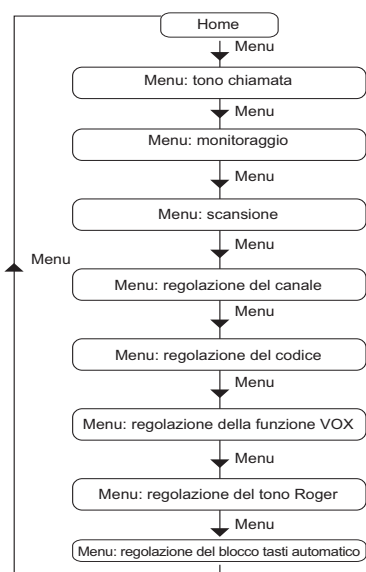 Home
Menu
Menu: tono chiamata
Menu
Menu: monitoraggio
Menu
Menu: scansione
Menu
Menu
Menu: regolazione del canale
Menu
Menu: regolazione del codice
Menu
Menu: regolazione della funzione VOX
Menu
Menu: regolazione del tono Roger
Menu
Menu: regolazione del blocco tasti automatico